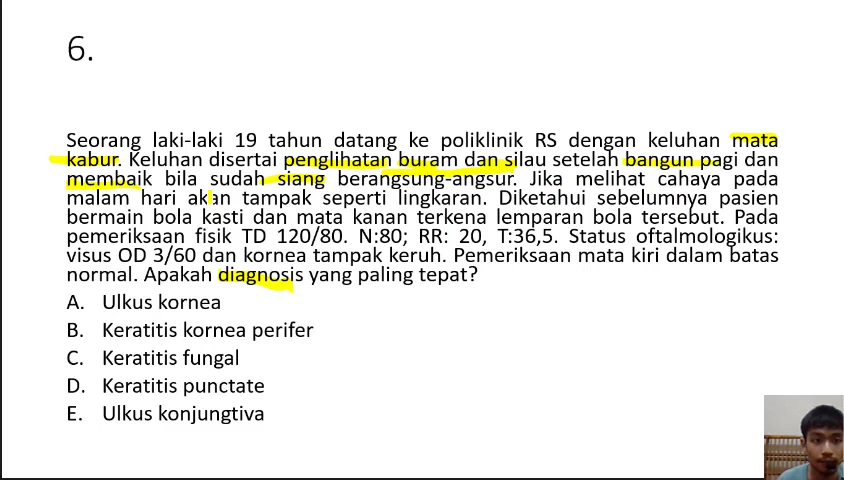 6.
Seorang laki-laki 19 tahun datang ke poliklinik RS dengan keluhan mata
kabur. Keluhan disertai penglihatan buram dan silau setelah bangun pagi dan
membaik bila sudah siang berangsung-angsur. Jika melihat cahaya pada
malam hari akan tampak seperti lingkaran. Diketahui sebelumnya pasien
bermain bola kasti dan mata kanan terkena lemparan bola tersebut. Pada
pemeriksaan fisik TD 120/80. N:80; RR: 20, T:36,5. Status oftalmologikus:
visus OD 3/60 dan kornea tampak keruh. Pemeriksaan mata kiri dalam batas
normal. Apakah diagnosis yang paling tepat?
A. Ulkus kornea
B. Keratitis kornea perifer
C. Keratitis fungal
D. Keratitis punctate
E. Ulkus konjungtiva